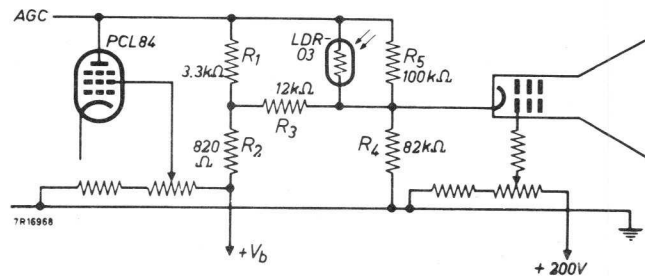 AGC
PCL84
R1
3.3kΩ
LDR-
03
R5
100kΩ
12kΩ
R3
820
Ω
R2
R4
82kΩ
7R16968
+Vb
+200V